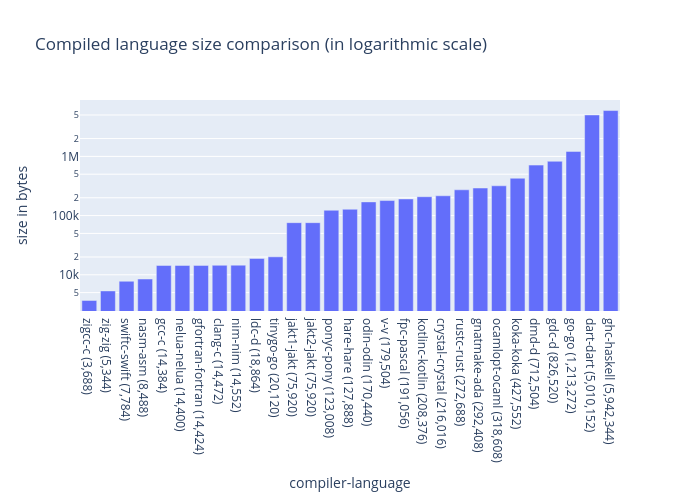 Compiled language size comparison (in logarithmic scale)
size in bytes
5
2
1M
5
2
100k
5
2
10k
5
zigcc-c (3,688)
zig-zig (5,344)
swiftc-swift (7,784)
nasm-asm (8,488)
gcc-c (14,384)
nelua-nelua (14,400)
gfortran-fortran (14,424)
clang-c (14,472)
nim-nim (14,552)
ldc-d (18,864)
tinygo-go (20,120)
jakt1-jakt (75,920)
jakt2-jakt (75,920)
ponyc-pony (123,008)
hare-hare (127,888)
odin-odin (170,440)
v-v (179,504)
fpc-pascal (191,056)
kotlinc-kotlin (208,376)
crystal-crystal (216,016)
rustc-rust (272,688)
gnatmake-ada (292,408)
ocamlopt-ocaml (318,608)
koka-koka (427,552)
dmd-d (712,504)
gdc-d (826,520)
go-go (1,213,272)
dart-dart (5,010,152)
ghc-haskell (5,942,344)
compiler-language